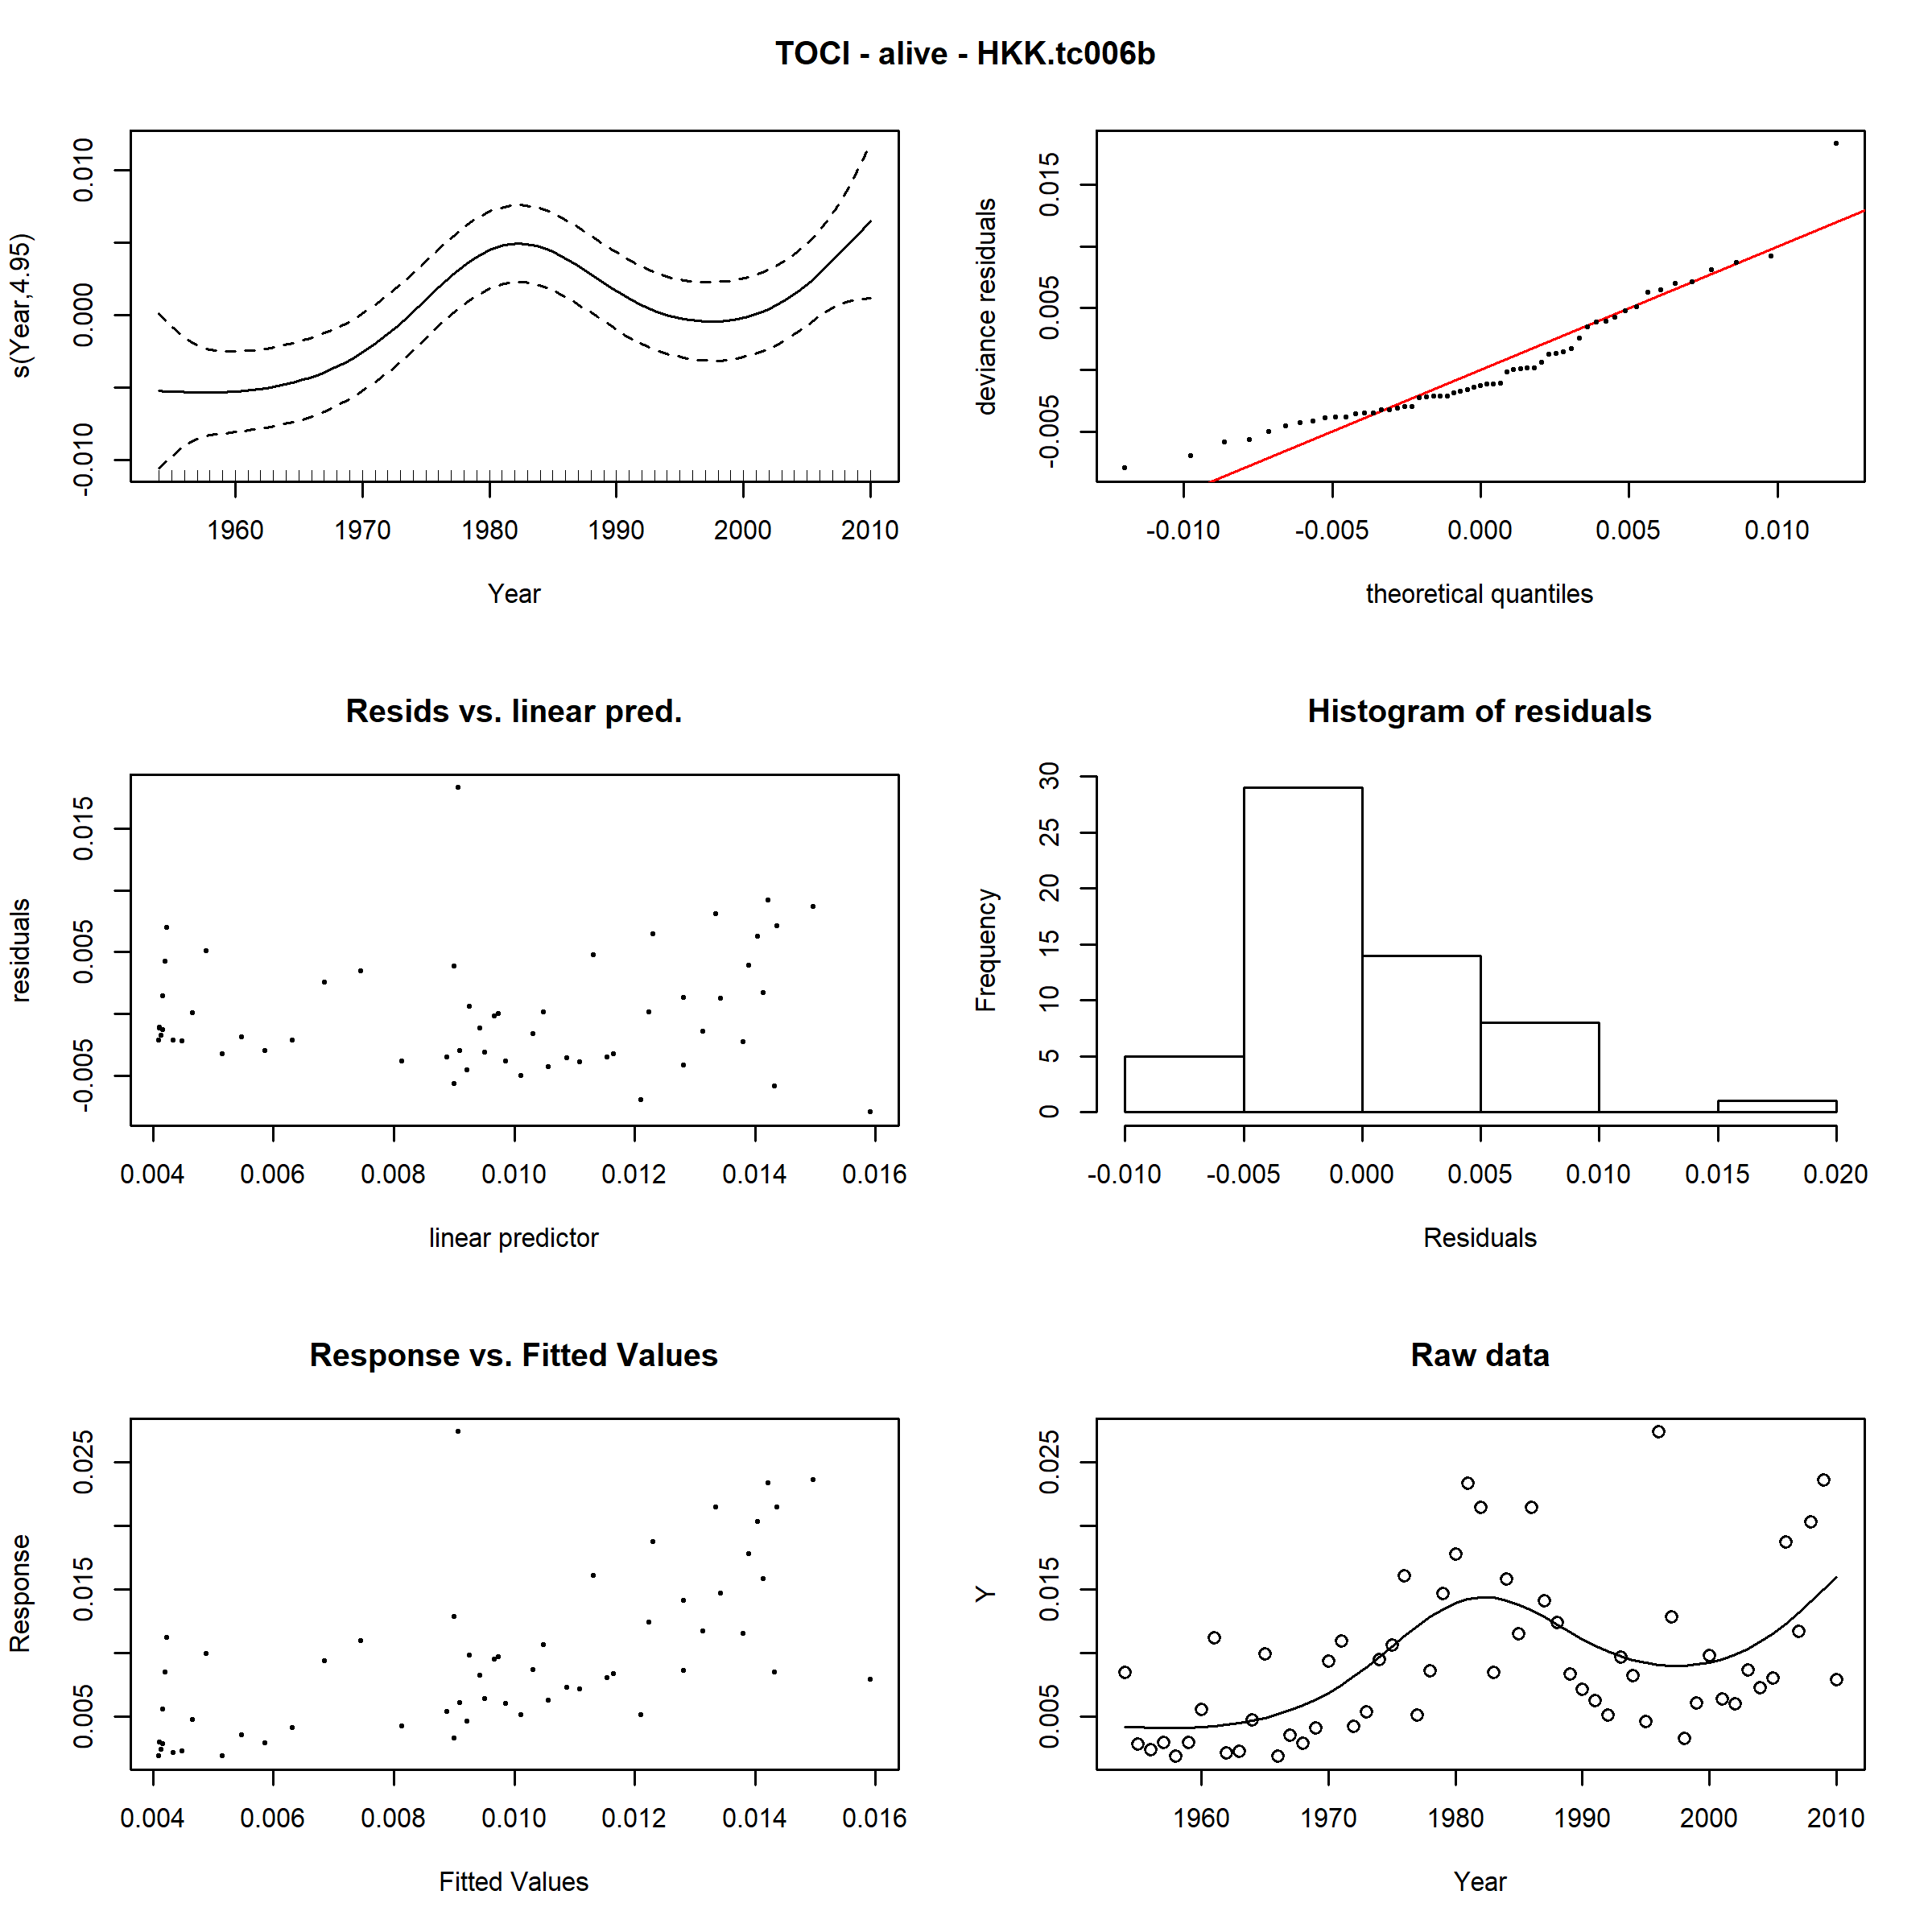 TOCI - alive - HKK.tc006b
s(Year,4.95)
-0.010 0.000 0.010
1960 1970 1980 1990 2000 2010
Year
deviance residuals
-0.005 0.005 0.015
-0.010 -0.005 0.000 0.005 0.010
theoretical quantiles
Resids vs. linear pred.
residuals
-0.005 0.005 0.015
0.004 0.006 0.008 0.010 0.012 0.014 0.016
linear predictor
Histogram of residuals
Frequency
0 5 10 15 20 25 30
-0.010 -0.005 0.000 0.005 0.010 0.015 0.020
Residuals
Response vs. Fitted Values
Response
0.005 0.015 0.025
0.004 0.006 0.008 0.010 0.012 0.014 0.016
Fitted Values
Raw data
Y
0.005 0.015 0.025
1960 1970 1980 1990 2000 2010
Year